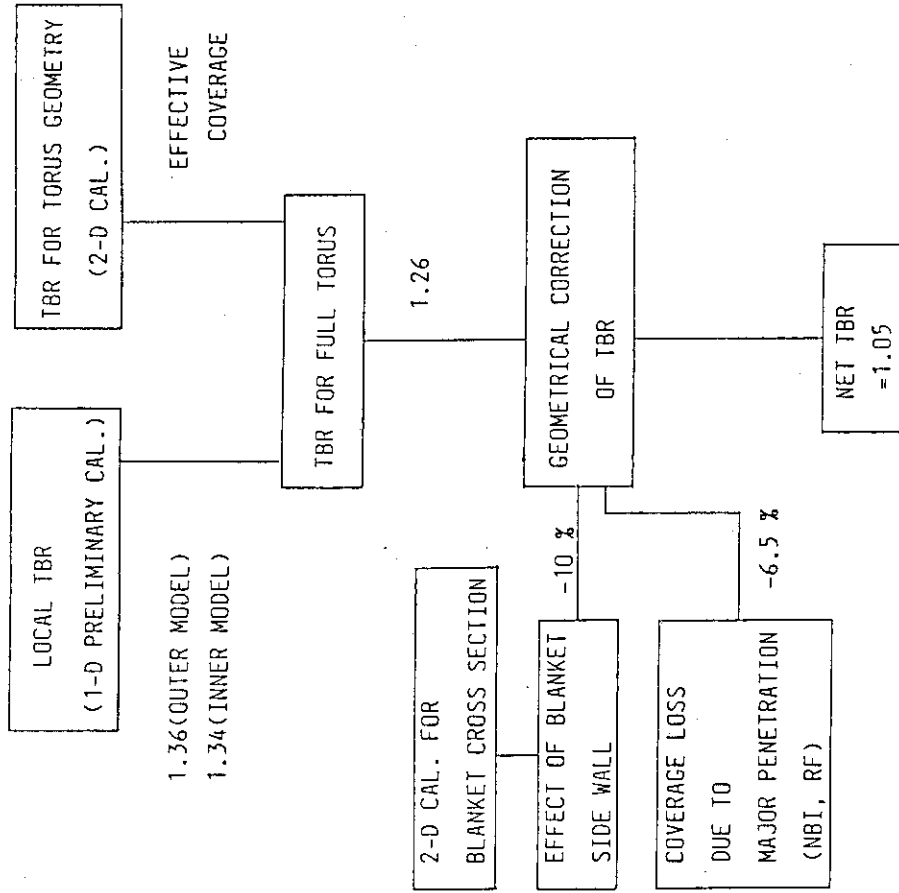 LOCAL TBR
(1-D PRELIMINARY CAL.)
TBR FOR TORUS GEOMETRY
(2-D CAL.)
1.36(OUTER MODEL)
1.34(INNER MODEL)
EFFECTIVE
COVERAGE
TBR FOR FULL TORUS
1.26
2-D CAL. FOR
BLANKET CROSS SECTION
EFFECT OF BLANKET
SIDE WALL
-10 %
GEOMETRICAL CORRECTION
OF TBR
COVERAGE LOSS
DUE TO
MAJOR PENETRATION
(NBI, RF)
-6.5 %
NET TBR
=1.05